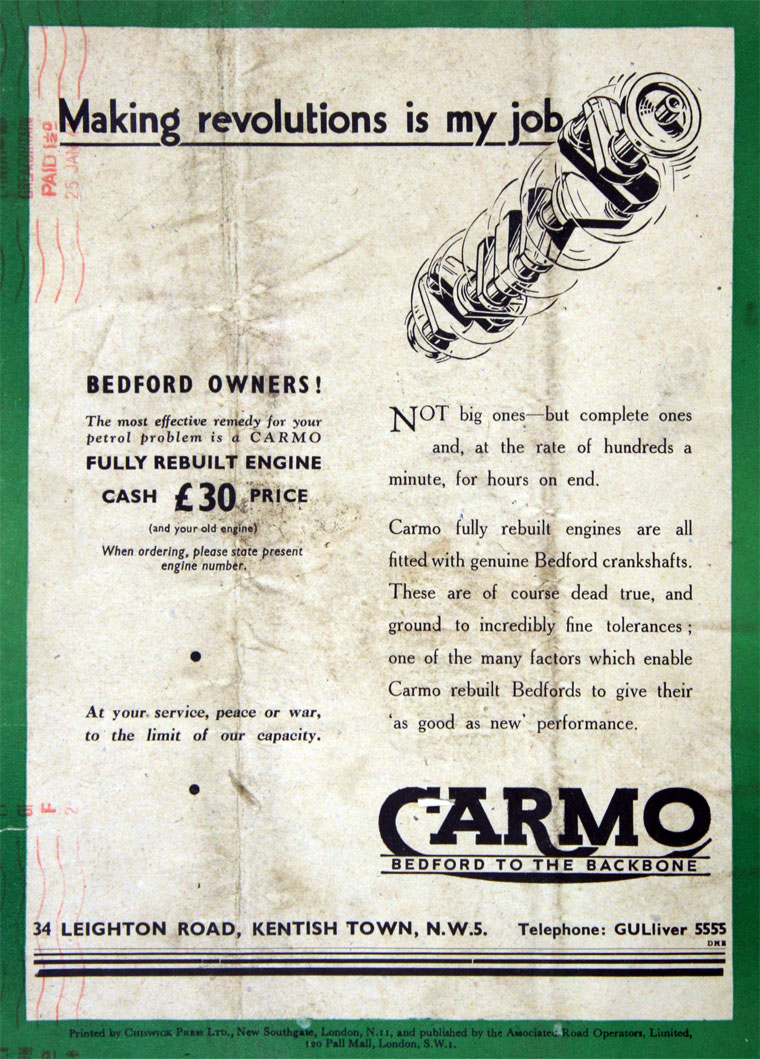 Making revolutions is my job
PAID 1½D
25 JAN
BEDFORD OWNERS!
The most effective remedy for your
petrol problem is a CARMO
FULLY REBUILT ENGINE
CASH £30 PRICE
(and your old engine)
When ordering, please state present
engine number.
At your service, peace or war,
to the limit of our capacity.
NOT big ones—but complete ones
and, at the rate of hundreds a
minute, for hours on end.
Carmo fully rebuilt engines are all
fitted with genuine Bedford crankshafts.
These are of course dead true, and
ground to incredibly fine tolerances ;
one of the many factors which enable
Carmo rebuilt Bedfords to give their
‘as good as new’ performance.
CARMO
BEDFORD TO THE BACKBONE
34 LEIGHTON ROAD, KENTISH TOWN, N.W.5. Telephone: GULliver 5555
DMB
Printed by CHISWICK PRESS LTD., New Southgate, London, N.11, and published by the Associated Road Operators, Limited,
120 Pall Mall, London, S.W.1.